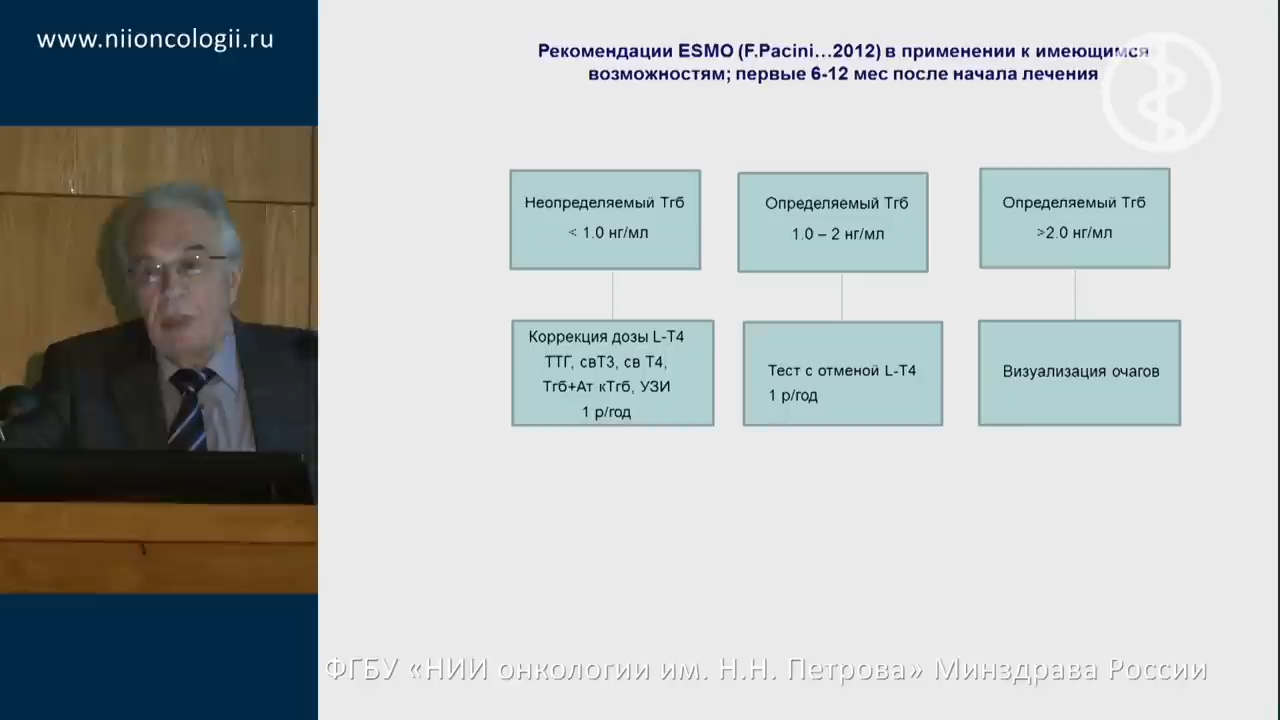 www.niioncologii.ru
Рекомендации ESMO (F.Pacini…2012) в применении к имеющимся
возможностям; первые 6-12 мес после начала лечения
Неопределяемый Тгб
< 1.0 нг/мл
Определяемый Тгб
1.0 – 2 нг/мл
Определяемый Тгб
>2.0 нг/мл
Коррекция дозы L-T4
ТТГ, свТ3, св Т4,
Тгб+Ат кТгб, УЗИ
1 р/год
Тест с отменой L-T4
1 р/год
Визуализация очагов
ФГБУ «НИИ онкологии им. Н.Н. Петрова» Минздрава России